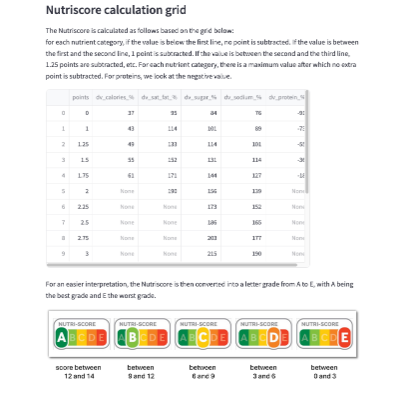 Nutriscore calculation grid
The Nutriscore is calculated as follows based on the grid below:
for each nutrient category, if the value is below the first line, no point is subtracted. If the value is between
the first and the second line, 1 point is subtracted. If the value is between the second and the third line,
1.25 points are subtracted, etc. For each nutrient category, there is a maximum value after which no extra
point is subtracted. For proteins, we look at the negative value.
points dv_calories_% dv_sat_fat_% dv_sugar_% dv_sodium_% dv_protein_%
0 0 37 95 84 76
1 1 43 114 101 89
2 1.25 49 133 114 101
3 1.5 55 152 131 114
4 1.75 61 171 144 127
5 2 None 190 156 139 None
6 2.25 None None 173 152 None
7 2.5 None None 186 165 None
8 2.75 None None 203 177 None
9 3 None None 215 190 None
For an easier interpretation, the Nutriscore is then converted into a letter grade from A to E, with A being
the best grade and E the worst grade.
NUTRI-SCORE NUTRI-SCORE NUTRI-SCORE NUTRI-SCORE NUTRI-SCORE
A B C D E A B C D E A B C D E A B C D E A B C D E
score between between between between between
12 and 14 9 and 12 6 and 9 3 and 6 0 and 3